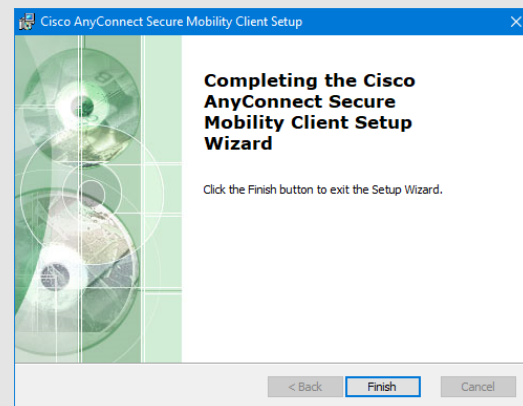 Cisco AnyConnect Secure Mobility Client Setup
Completing the Cisco
AnyConnect Secure
Mobility Client Setup
Wizard
Click the Finish button to exit the Setup Wizard.
< Back Finish Cancel